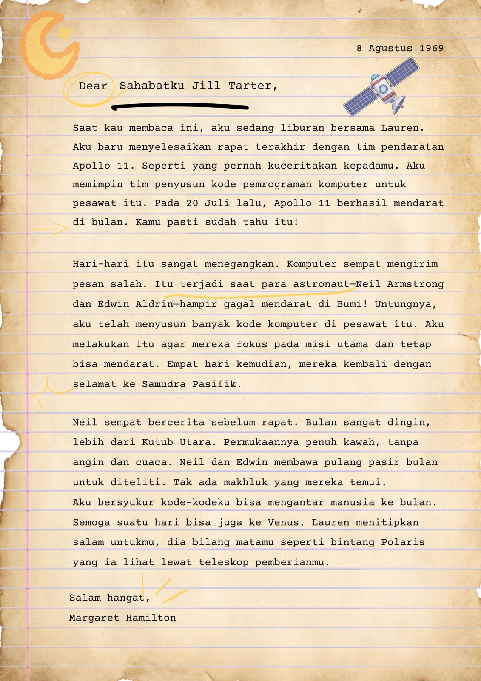 8 Agustus 1969
Dear Sahabatku Jill Tarter,
Saat kau membaca ini, aku sedang liburan bersama Lauren.
Aku baru menyelesaikan rapat terakhir dengan tim pendaratan
Apollo 11. Seperti yang pernah kuceritakan kepadamu. Aku
memimpin tim penyusun kode pemrograman komputer untuk
pesawat itu. Pada 20 Juli lalu, Apollo 11 berhasil mendarat
di bulan. Kamu pasti sudah tahu itu!
Hari-hari itu sangat menegangkan. Komputer sempat mengirim
pesan salah. Itu terjadi saat para astronaut—Neil Armstrong
dan Edwin Aldrin—hampir gagal mendarat di Bumi! Untungnya,
aku telah menyusun banyak kode komputer di pesawat itu. Aku
melakukan itu agar mereka fokus pada misi utama dan tetap
bisa mendarat. Empat hari kemudian, mereka kembali dengan
selamat ke Samudra Pasifik.
Neil sempat bercerita sebelum rapat. Bulan sangat dingin,
lebih dari Kutub Utara. Permukaannya penuh kawah, tanpa
angin dan cuaca. Neil dan Edwin membawa pulang pasir bulan
untuk diteliti. Tak ada makhluk yang mereka temui.
Aku bersyukur kode-kodeku bisa mengantar manusia ke bulan.
Semoga suatu hari bisa juga ke Venus. Lauren menitipkan
salam untukmu, dia bilang matamu seperti bintang Polaris
yang ia lihat lewat teleskop pemberianmu.
Salam hangat,
Margaret Hamilton